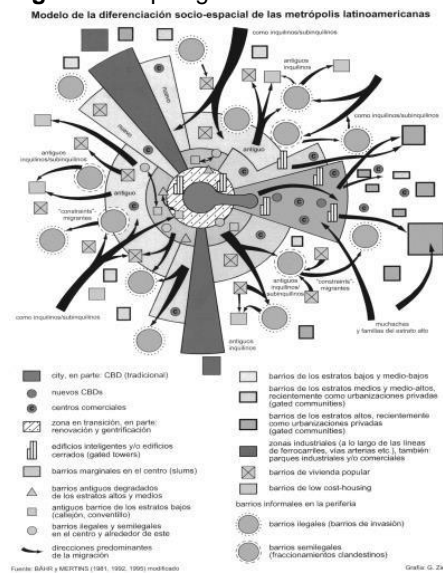 Modelo de la diferenciación socio-espacial de las metrópolis latinoamericanas
como inquilinos/subinquilinos
antiguos
inquilinos
nuevo
nuevo
antiguo
como inquilinos/subinquilinos
antiguos
inquilinos/subinquilinos
antiguo
"constraints"-
migrantes
como inquilinos/subinquilinos
antiguos
inquilinos/
subinquilinos
"constraints"-
migrantes
antiguos
inquilinos
muchachas
y familias del estrato alto
city, en parte: CBD (tradicional)
nuevos CBDs
centros comerciales
zona en transición, en parte:
renovación y gentrificación
edificios inteligentes y/o edificios
cerrados (gated towers)
barrios marginales en el centro (slums)
barrios antiguos degradados
de los estratos altos y medios
antiguos barrios de los estratos bajos
(callejón, conventillo)
barrios ilegales y semilegales
en el centro y alrededor de este
direcciones predominantes
de la migración
barrios de los estratos bajos y medio-bajos
barrios de los estratos medios y medio-altos,
recientemente como urbanizaciones privadas
(gated communities)
barrios de los estratos altos, recientemente
como urbanizaciones privadas
(gated communities)
zonas industriales (a lo largo de las líneas
de ferrocarriles, vías arterias etc.), también:
parques industriales y/o comerciales
barrios de vivienda popular
barrios de low cost-housing
barrios informales en la periferia
barrios ilegales (barrios de invasión)
barrios semilegales
(fraccionamientos clandestinos)
Fuente: BÄHR y MERTINS (1981, 1992, 1995) modificado
Grafía: G. Za